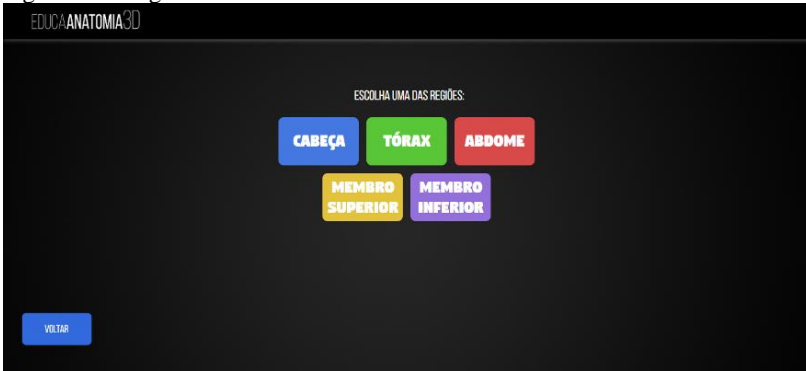 EDUCAANATOMIA3D
ESCOLHA UMA DAS REGIÕES:
CABEÇA
TÓRAX
ABDOME
MEMBRO
SUPERIOR
MEMBRO
INFERIOR
VOLTAR